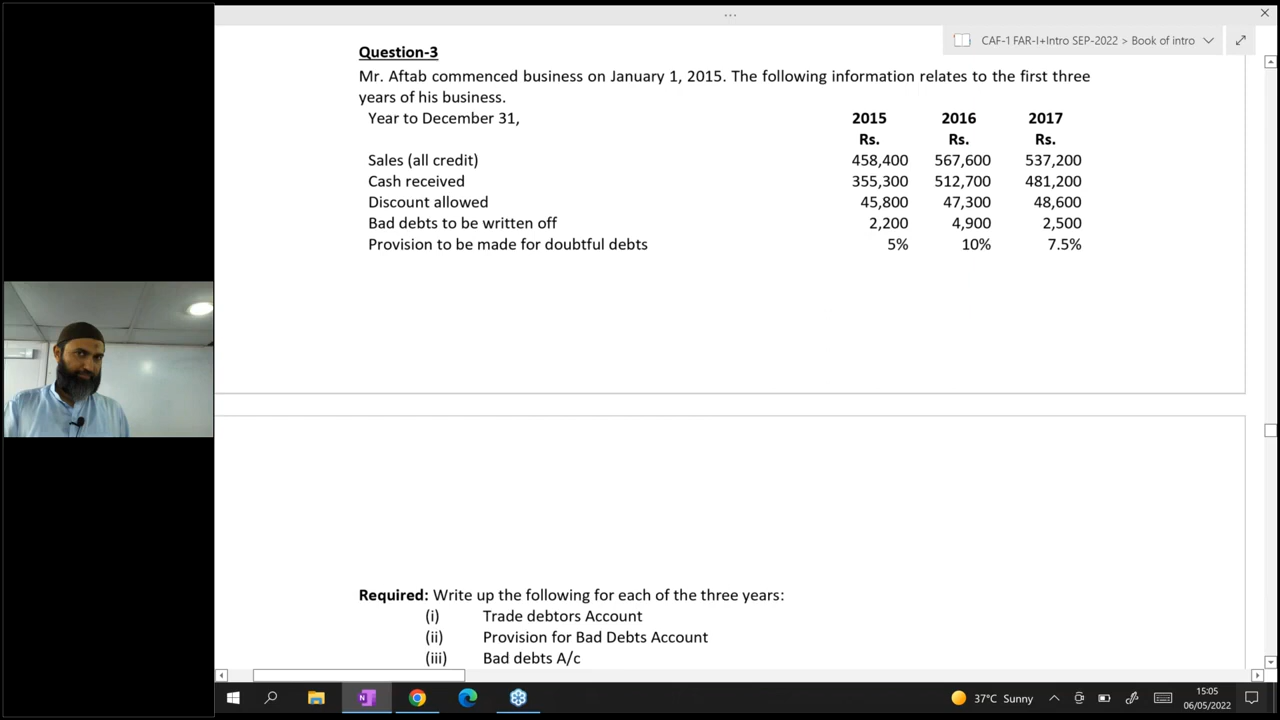 CAF-1 FAR-I+Intro SEP-2022 > Book of intro
Question-3
Mr. Aftab commenced business on January 1, 2015. The following information relates to the first three
years of his business.
Year to December 31, 2015 2016 2017
Rs. Rs. Rs.
Sales (all credit) 458,400 567,600 537,200
Cash received 355,300 512,700 481,200
Discount allowed 45,800 47,300 48,600
Bad debts to be written off 2,200 4,900 2,500
Provision to be made for doubtful debts 5% 10% 7.5%
Required: Write up the following for each of the three years:
(i) Trade debtors Account
(ii) Provision for Bad Debts Account
(iii) Bad debts A/c
37°C Sunny
15:05
06/05/2022